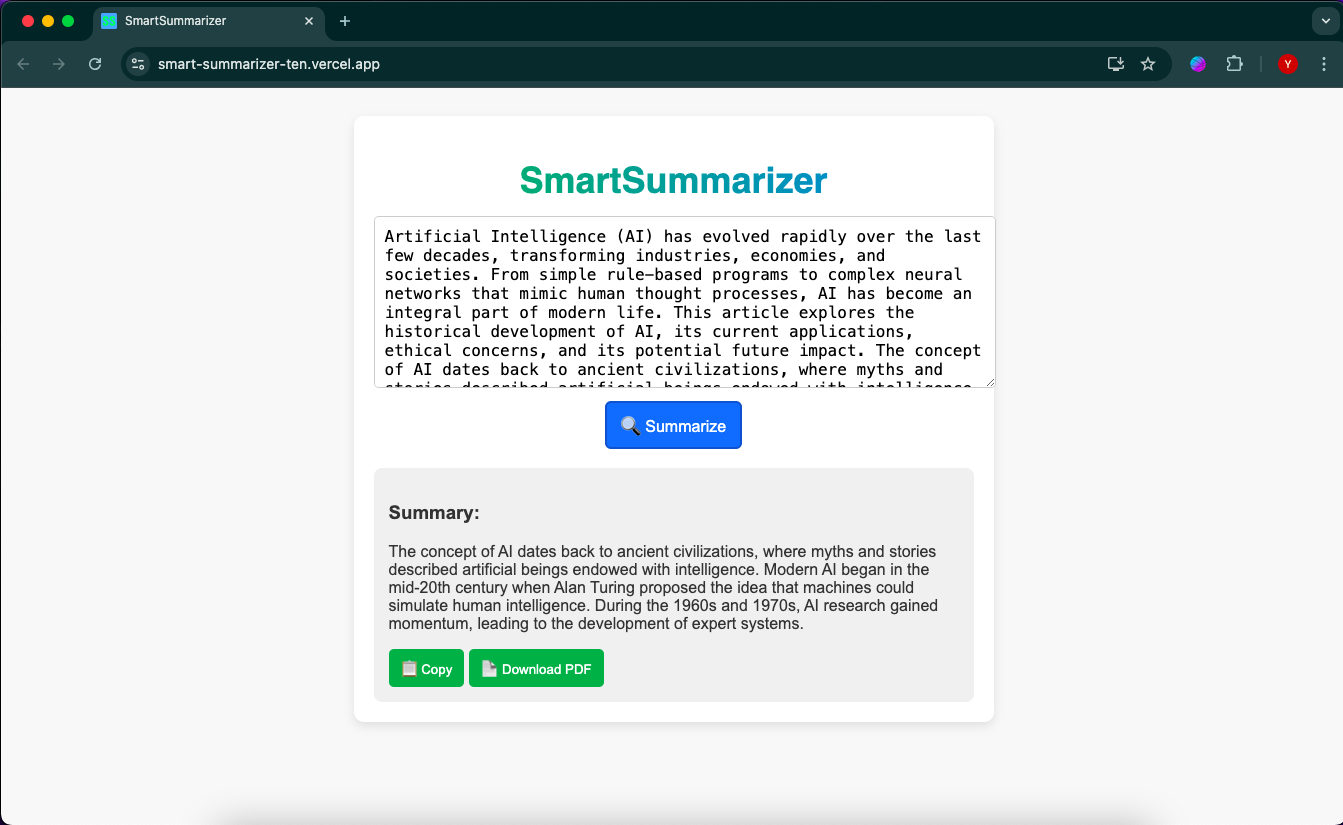 SmartSummarizer
smart-summarizer-ten.vercel.app
Y
SmartSummarizer
Artificial Intelligence (AI) has evolved rapidly over the last
few decades, transforming industries, economies, and
societies. From simple rule-based programs to complex neural
networks that mimic human thought processes, AI has become an
integral part of modern life. This article explores the
historical development of AI, its current applications,
ethical concerns, and its potential future impact. The concept
of AI dates back to ancient civilizations, where myths and
stories described artificial beings endowed with intelligence
Summarize
Summary:
The concept of AI dates back to ancient civilizations, where myths and stories
described artificial beings endowed with intelligence. Modern AI began in the
mid-20th century when Alan Turing proposed the idea that machines could
simulate human intelligence. During the 1960s and 1970s, AI research gained
momentum, leading to the development of expert systems.
Copy
Download PDF